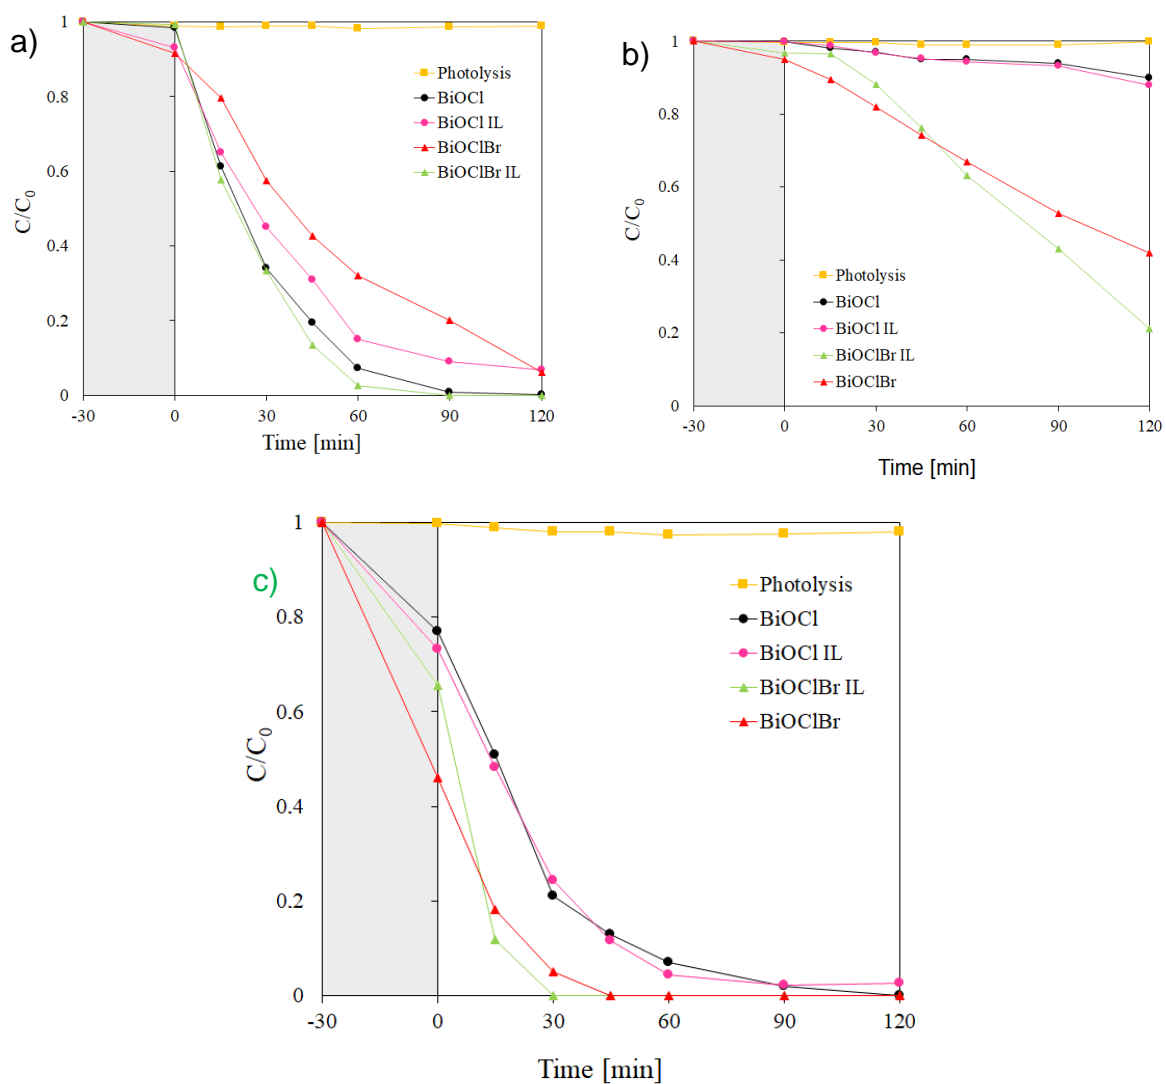 a)
1
0.8
0.6
0.4
0.2
0
C/C0
-30 0 30 60 90 120
Time [min]
Photolysis
BiOCl
BiOCl IL
BiOClBr
BiOClBr IL
b)
1
0.8
0.6
0.4
0.2
0
C/C0
-30 0 30 60 90 120
Time [min]
Photolysis
BiOCl
BiOCl IL
BiOClBr IL
BiOClBr
c)
1
0.8
0.6
0.4
0.2
0
C/C0
-30 0 30 60 90 120
Time [min]
Photolysis
BiOCl
BiOCl IL
BiOClBr IL
BiOClBr